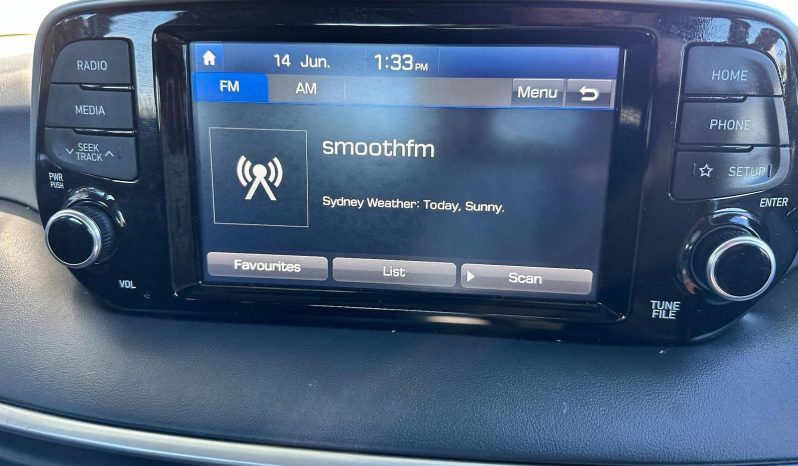 RADIO
MEDIA
SEEK
TRACK
PWR
PUSH
VOL
14 Jun. 1:33 PM
FM AM Menu
smoothfm
Sydney Weather: Today, Sunny.
Favourites List Scan
HOME
PHONE
SETUP
ENTER
TUNE
FILE